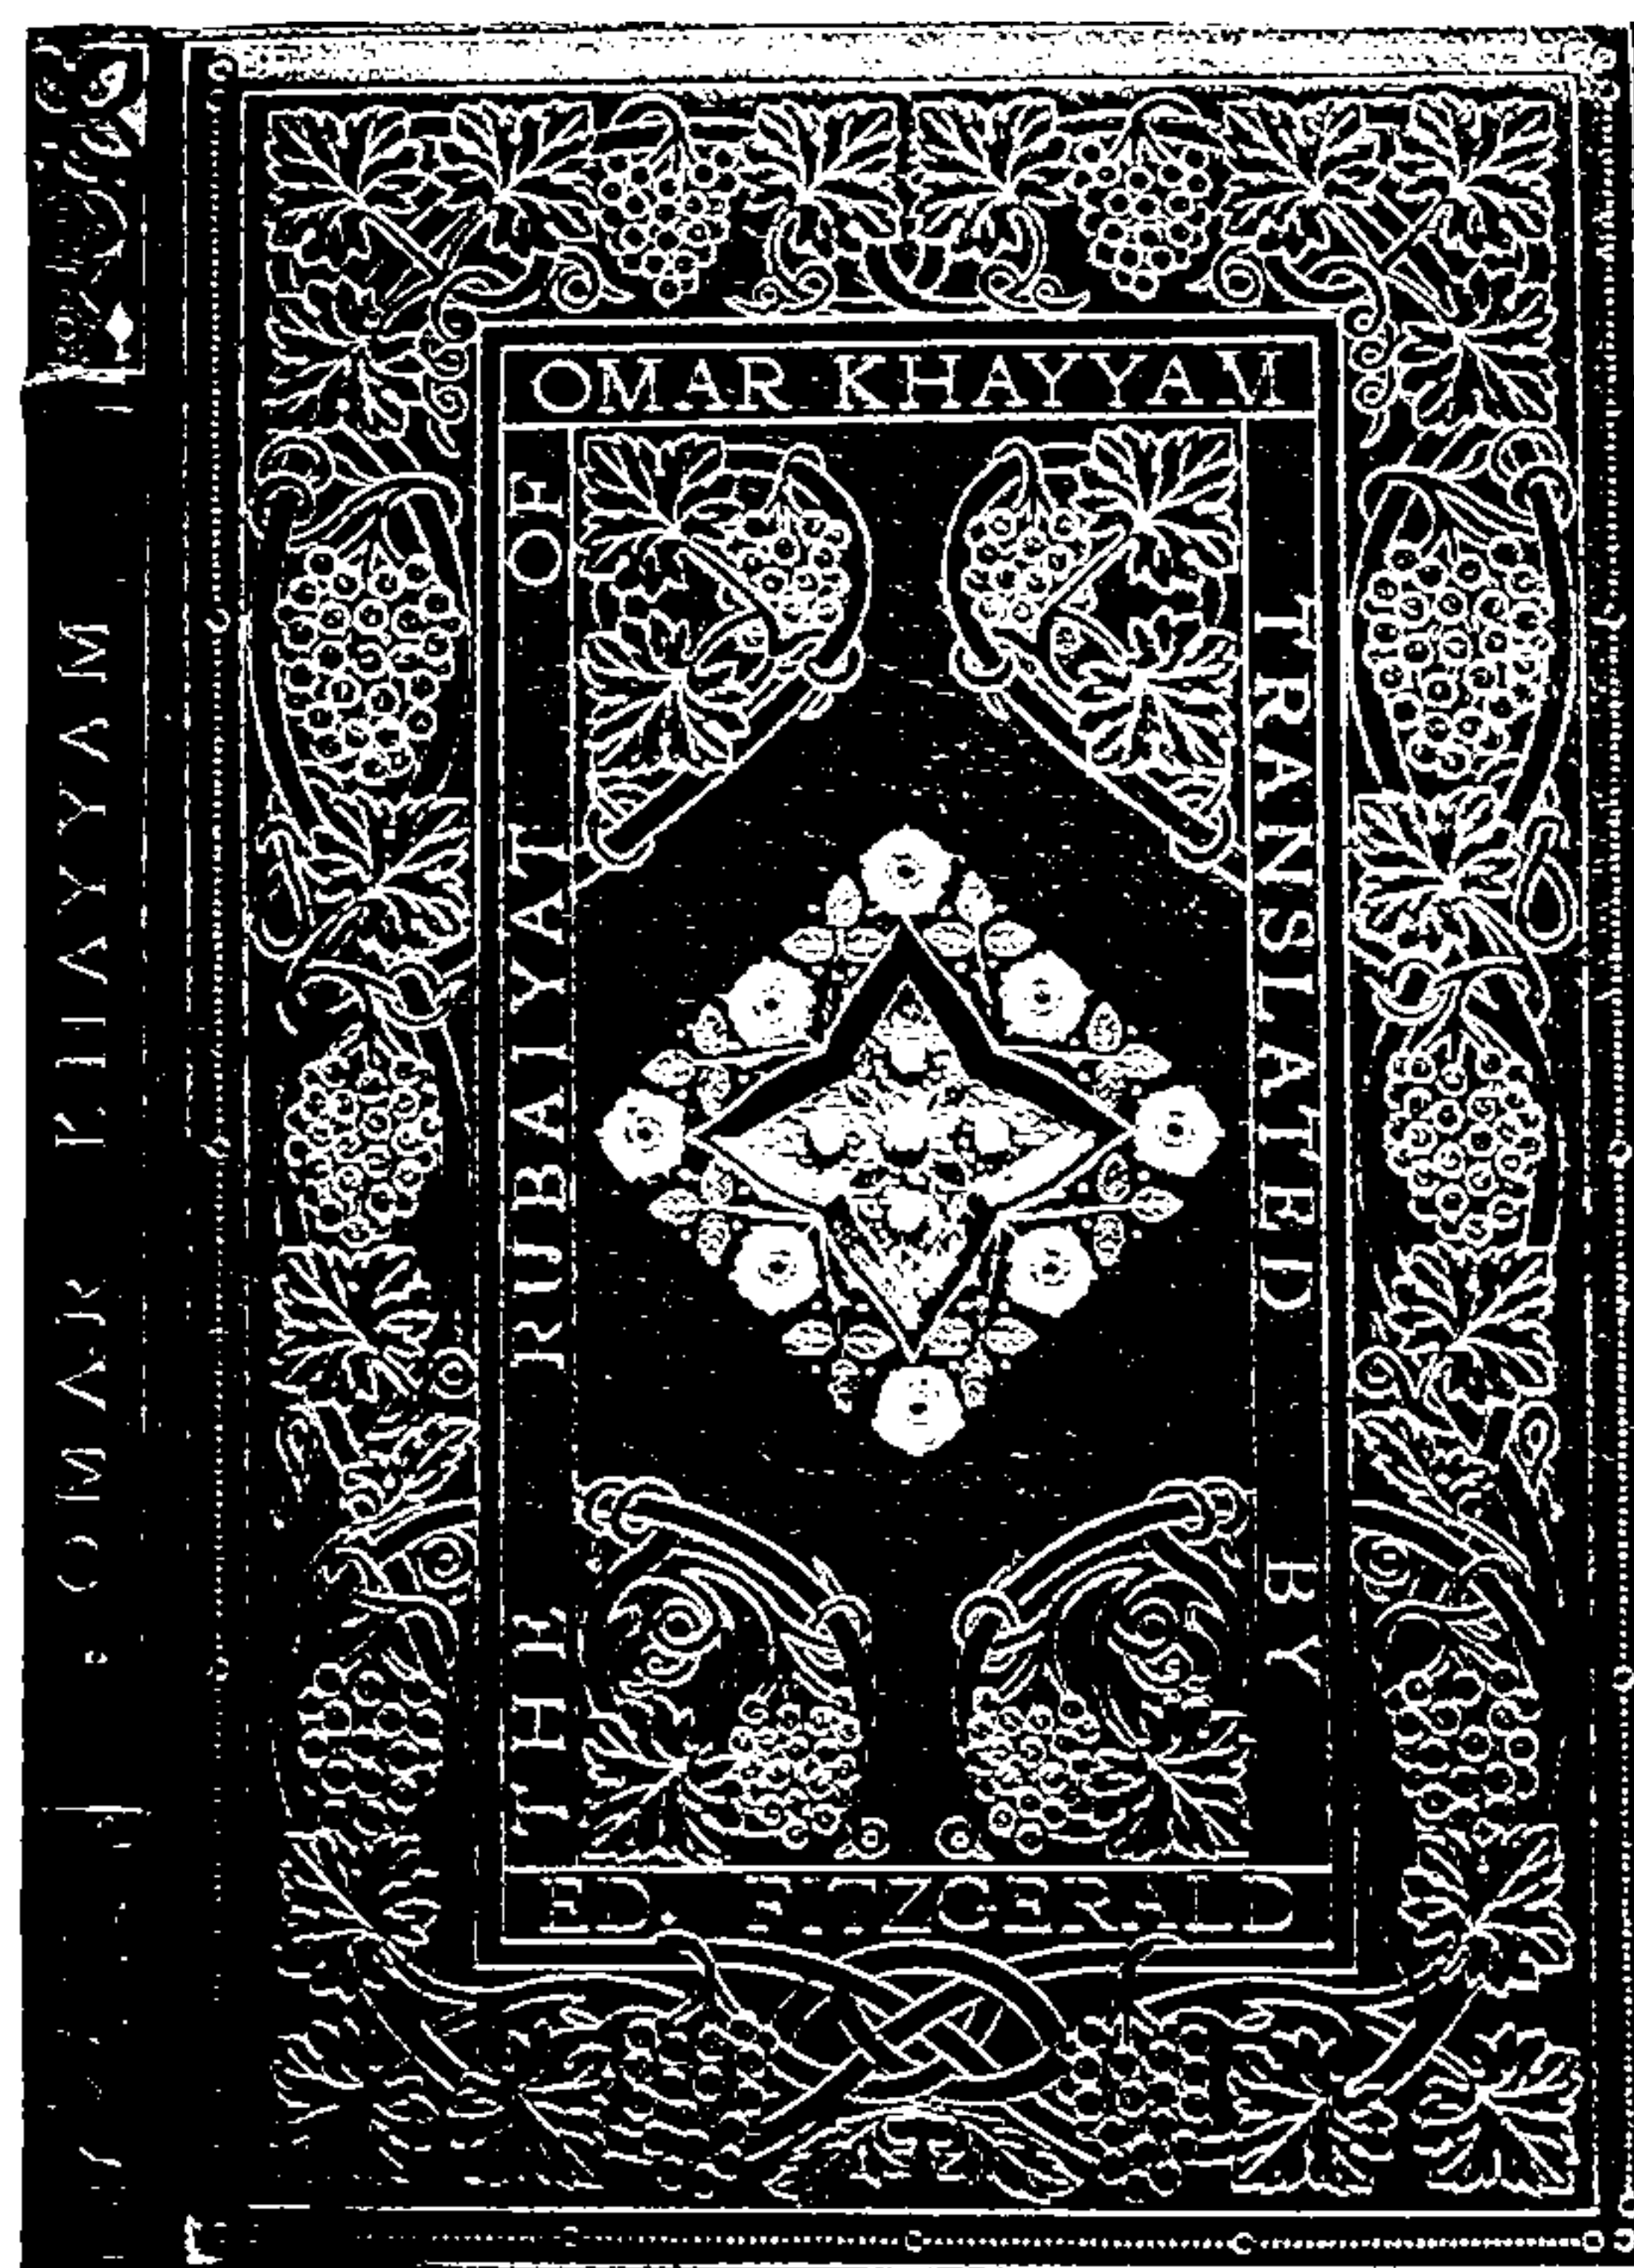 OMAR KHAYYAM
THE RUBAIYAT OF
OMAR KHAYYAM
TRANSLATED BY
ED. FITZGERALD